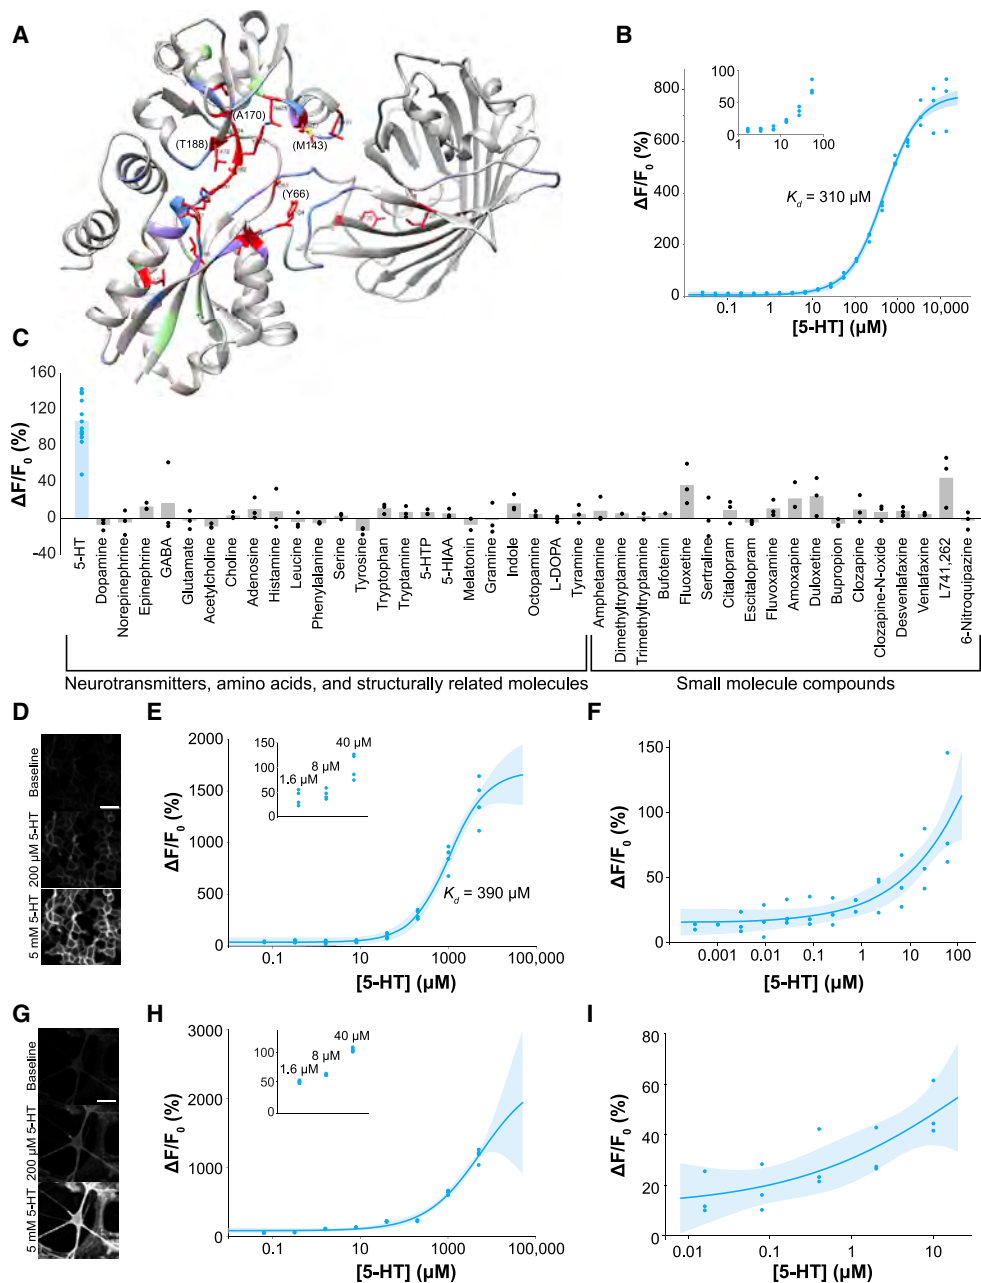 A
(A170)
(T188)
(M143)
(Y66)
B
ΔF/F0 (%)
800
600
400
200
0
100
50
0
1
10
100
Kd = 310 µM
0.1
1
10
100
1000
10,000
[5-HT] (µM)
C
ΔF/F0 (%)
160
120
80
40
0
-40
5-HT
Dopamine
Norepinephrine
Epinephrine
GABA
Glutamate
Acetylcholine
Choline
Adenosine
Histamine
Leucine
Phenylalanine
Serine
Tyrosine
Tryptophan
Tryptamine
5-HTP
5-HIAA
Melatonin
Gramine
Indole
Octopamine
L-DOPA
Tyramine
Amphetamine
Dimethyltryptamine
Trimethyltryptamine
Bufotenin
Fluoxetine
Sertraline
Citalopram
Escitalopram
Fluvoxamine
Amoxapine
Duloxetine
Bupropion
Clozapine
Clozapine-N-oxide
Desvenlafaxine
Venlafaxine
L741,262
6-Nitroquipazine
Neurotransmitters, amino acids, and structurally related molecules
Small molecule compounds
D
Baseline
200 µM 5-HT
5 mM 5-HT
E
ΔF/F0 (%)
2000
1500
1000
500
0
150
100
50
0
1.6 µM
8 µM
40 µM
Kd = 390 µM
0.1
10
1000
100,000
[5-HT] (µM)
F
ΔF/F0 (%)
150
100
50
0
0.001
0.01
0.1
1
10
100
[5-HT] (µM)
G
Baseline
200 µM 5-HT
5 mM 5-HT
H
ΔF/F0 (%)
3000
2000
1000
0
100
50
0
1.6 µM
8 µM
40 µM
0.1
10
1000
100,000
[5-HT] (µM)
I
ΔF/F0 (%)
80
60
40
20
0
0.01
0.1
1
10
[5-HT] (µM)